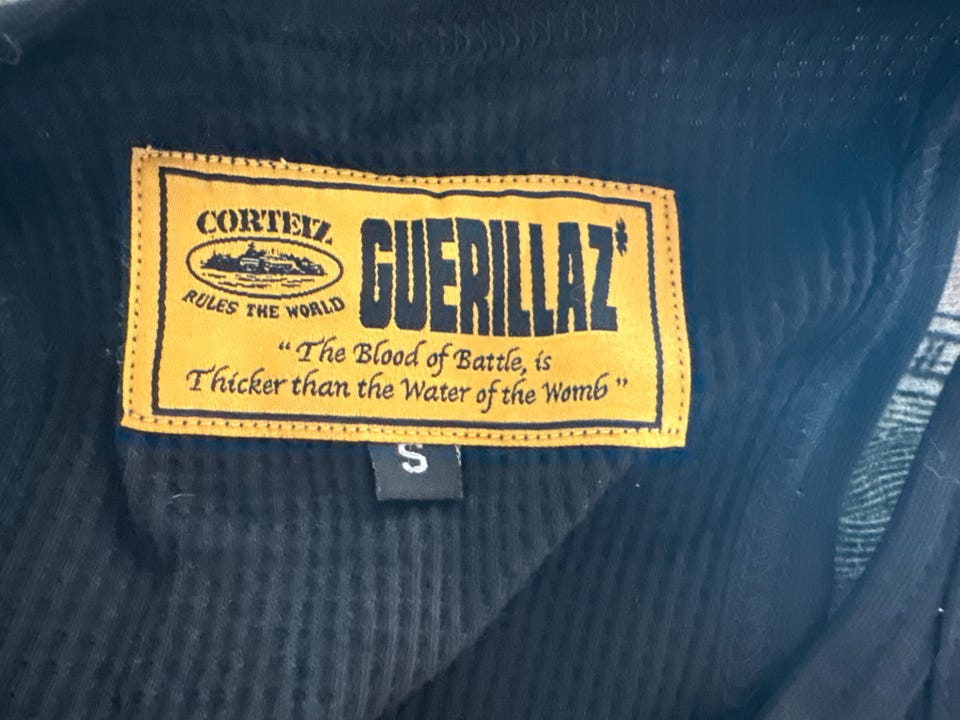 CORTEIZ
RULES THE WORLD
GUERILLAZ*
“The Blood of Battle, is
Thicker than the Water of the Womb”
S